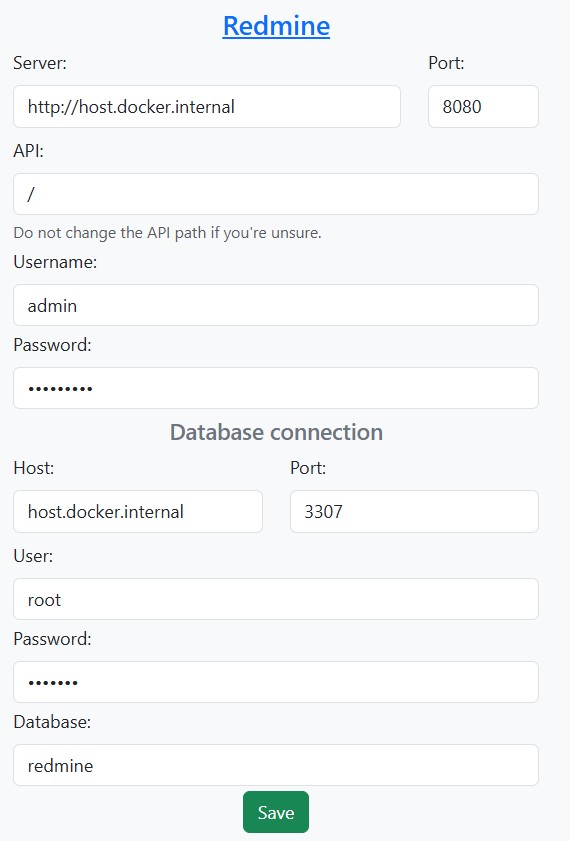 Redmine
Server: Port:
http://host.docker.internal 8080
API:
/
Do not change the API path if you're unsure.
Username:
admin
Password:
•••••••••
Database connection
Host: Port:
host.docker.internal 3307
User:
root
Password:
•••••••
Database:
redmine
Save